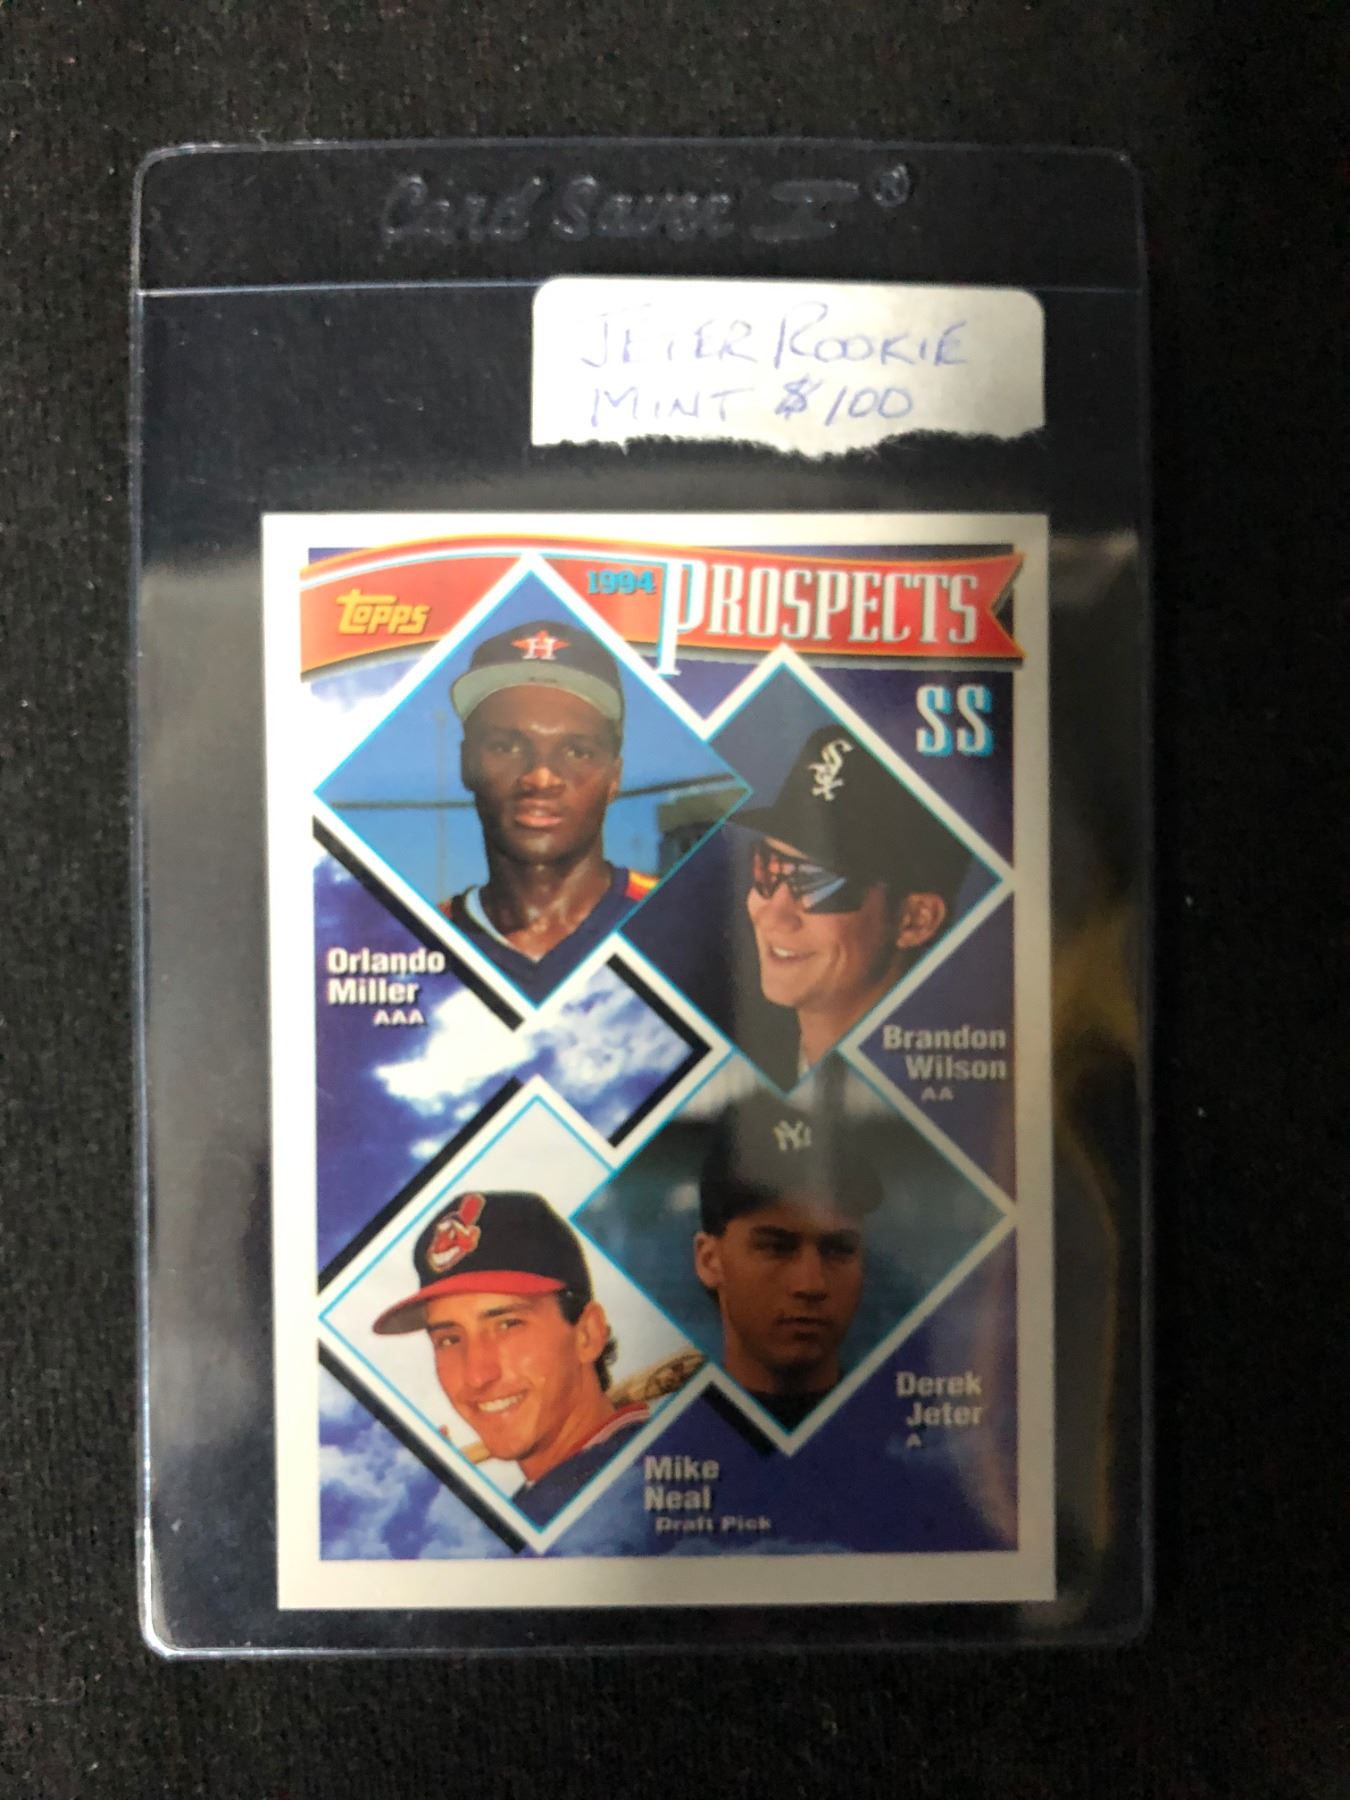 Card Saver II®
JETER ROOKIE
MINT $100
Topps
1994 PROSPECTS
SS
Orlando
Miller
AAA
Brandon
Wilson
AA
Derek
Jeter
A
Mike
Neal
Draft Pick